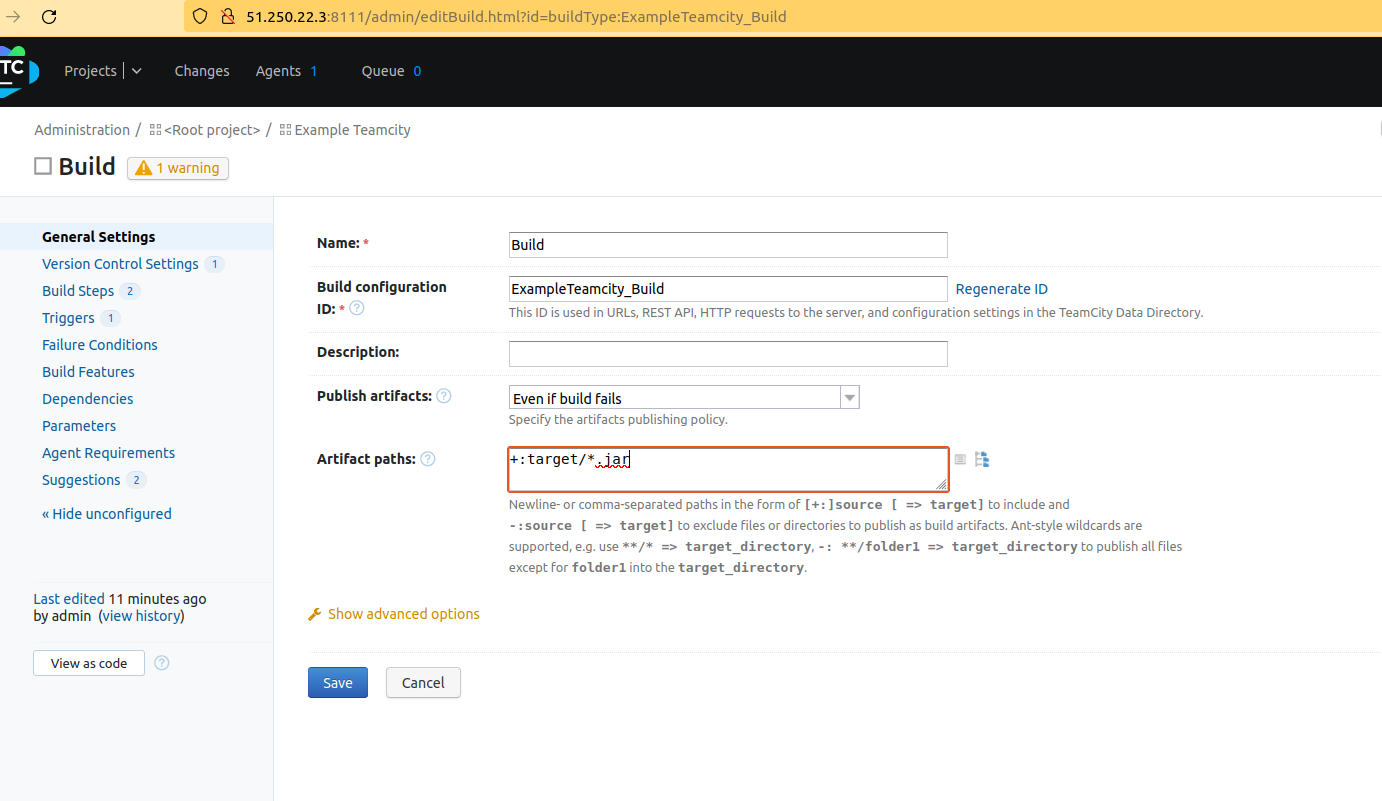 51.250.22.3:8111/admin/editBuild.html?id=buildType:ExampleTeamcity_Build
TC
Projects Changes Agents 1 Queue 0
Administration / <Root project> / Example Teamcity
Build 1 warning
General Settings
Version Control Settings 1
Build Steps 2
Triggers 1
Failure Conditions
Build Features
Dependencies
Parameters
Agent Requirements
Suggestions 2
« Hide unconfigured
Last edited 11 minutes ago
by admin (view history)
View as code ?
Name: * Build
Build configuration
ID: * ? ExampleTeamcity_Build Regenerate ID
This ID is used in URLs, REST API, HTTP requests to the server, and configuration settings in the TeamCity Data Directory.
Description:
Publish artifacts: ? Even if build fails
Specify the artifacts publishing policy.
Artifact paths: ? +:target/*.jar
Newline- or comma-separated paths in the form of [+:]source [ => target] to include and
-:source [ => target] to exclude files or directories to publish as build artifacts. Ant-style wildcards are
supported, e.g. use **/* => target_directory, -: **/folder1 => target_directory to publish all files
except for folder1 into the target_directory.
Show advanced options
Save Cancel